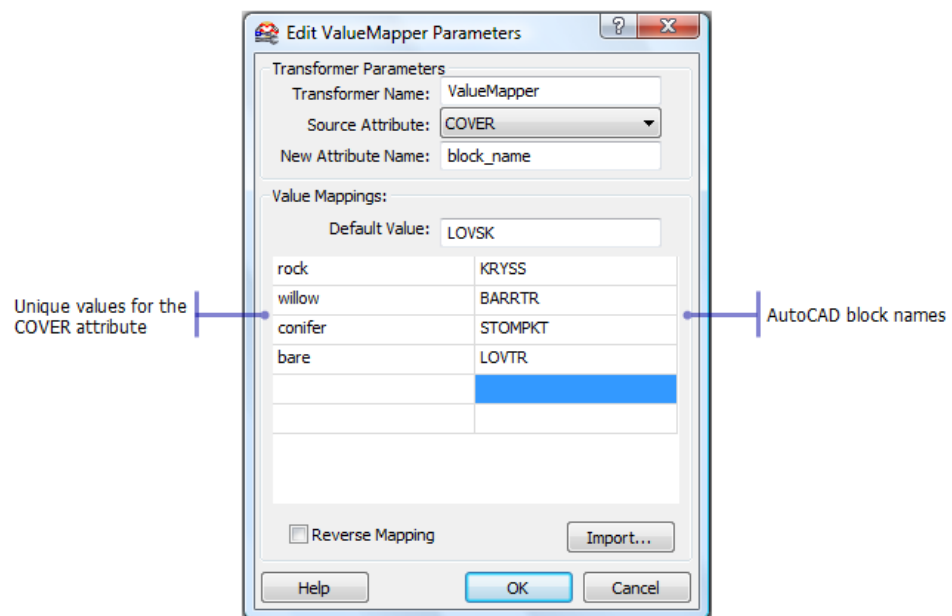 Edit ValueMapper Parameters
?
X
Transformer Parameters
Transformer Name: ValueMapper
Source Attribute: COVER
New Attribute Name: block_name
Value Mappings:
Default Value: LOVSK
rock KRYSS
willow BARRTR
conifer STOMPKT
bare LOVTR
Unique values for the
COVER attribute
AutoCAD block names
Reverse Mapping
Import...
Help OK Cancel